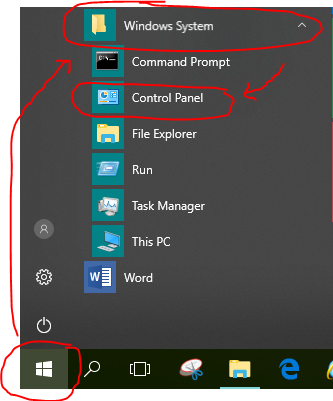 Windows System
Command Prompt
Control Panel
File Explorer
Run
Task Manager
This PC
Word